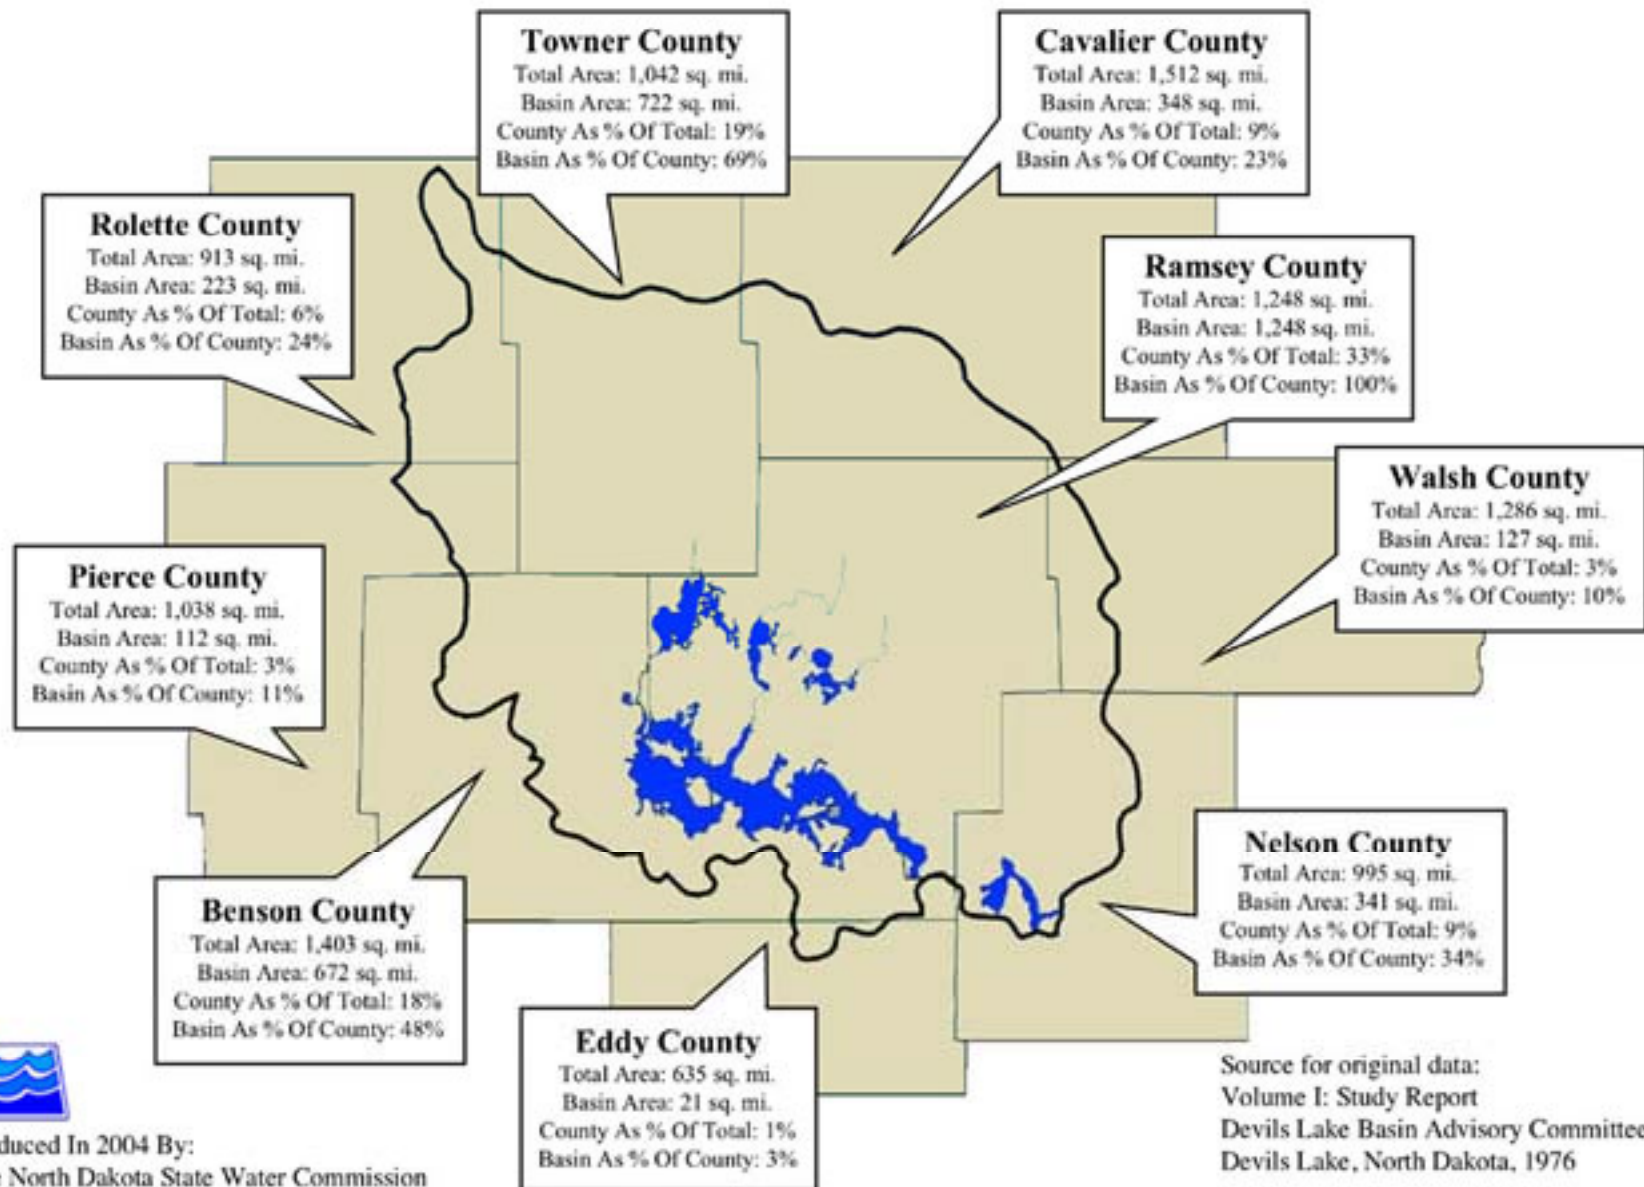 Towner County
Total Area: 1,042 sq. mi.
Basin Area: 722 sq. mi.
County As % Of Total: 19%
Basin As % Of County: 69%
Cavalier County
Total Area: 1,512 sq. mi.
Basin Area: 348 sq. mi.
County As % Of Total: 9%
Basin As % Of County: 23%
Rolette County
Total Area: 913 sq. mi.
Basin Area: 223 sq. mi.
County As % Of Total: 6%
Basin As % Of County: 24%
Ramsey County
Total Area: 1,248 sq. mi.
Basin Area: 1,248 sq. mi.
County As % Of Total: 33%
Basin As % Of County: 100%
Walsh County
Total Area: 1,286 sq. mi.
Basin Area: 127 sq. mi.
County As % Of Total: 3%
Basin As % Of County: 10%
Pierce County
Total Area: 1,038 sq. mi.
Basin Area: 112 sq. mi.
County As % Of Total: 3%
Basin As % Of County: 11%
Nelson County
Total Area: 995 sq. mi.
Basin Area: 341 sq. mi.
County As % Of Total: 9%
Basin As % Of County: 34%
Benson County
Total Area: 1,403 sq. mi.
Basin Area: 672 sq. mi.
County As % Of Total: 18%
Basin As % Of County: 48%
Eddy County
Total Area: 635 sq. mi.
Basin Area: 21 sq. mi.
County As % Of Total: 1%
Basin As % Of County: 3%
Source for original data:
Volume I: Study Report
Devils Lake Basin Advisory Committee
Devils Lake, North Dakota, 1976
duced In 2004 By:
e North Dakota State Water Commission